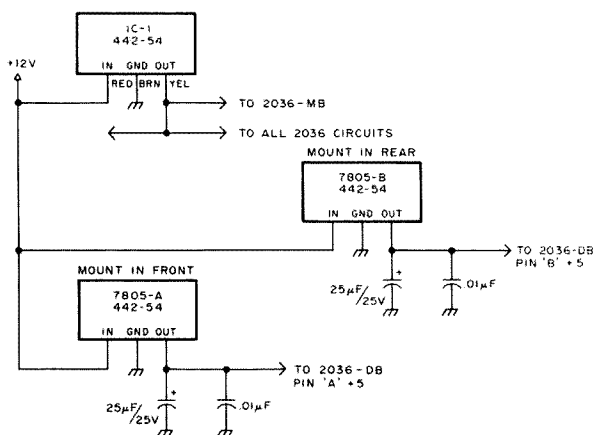 IC-1
442-54
+12V
IN GND OUT
RED BRN YEL
TO 2036-MB
TO ALL 2036 CIRCUITS
MOUNT IN REAR
7805-B
442-54
IN GND OUT
TO 2036-DB
PIN 'B' +5
+
25µF/25V
.01µF
MOUNT IN FRONT
7805-A
442-54
IN GND OUT
TO 2036-DB
PIN 'A' +5
+
25µF/25V
.01µF